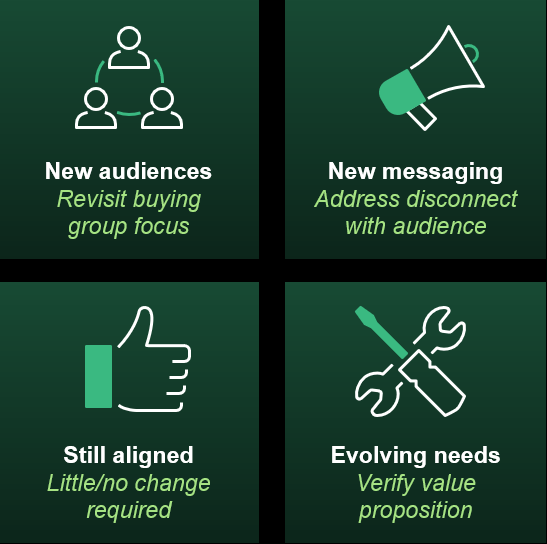 New audiences
Revisit buying
group focus
New messaging
Address disconnect
with audience
Still aligned
Little/no change
required
Evolving needs
Verify value
proposition